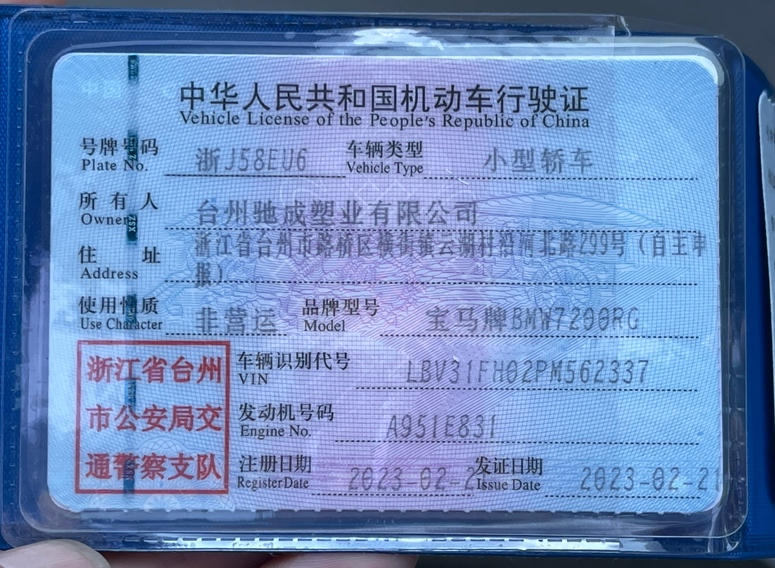 中华人民共和国机动车行驶证
Vehicle License of the People's Republic of China
号牌号码 浙J58EU6 车辆类型 小型轿车
Plate No. Vehicle Type
所有人 台州驰成塑业有限公司
Owner
住址 浙江省台州市路桥区横街镇云湖村沿河北路299号（自主申
Address 报）
使用性质 非营运 品牌型号 宝马牌BMW7200RG
Use Character Model
浙江省台州
市公安局交
通警察支队
车辆识别代号 LBV31FH02PM562337
VIN
发动机号码 A951E831
Engine No.
注册日期 2023-02-2 发证日期 2023-02-21
Register Date Issue Date